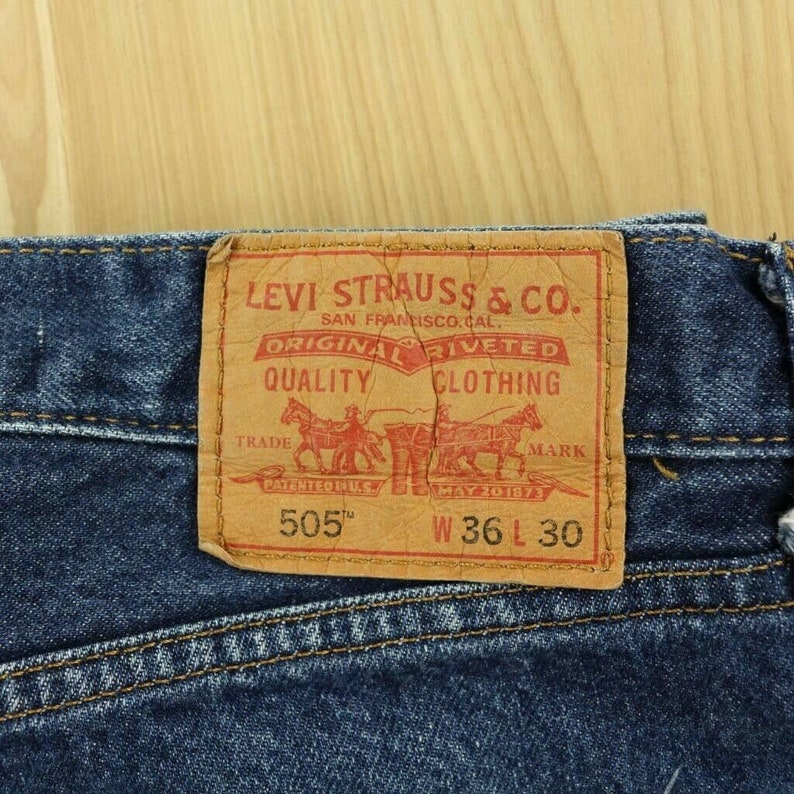 LEVI STRAUSS & CO.
SAN FRANCISCO, CAL.
ORIGINAL RIVETED
QUALITY CLOTHING
TRADE MARK
PATENTED IN U.S. MAY 20 1873
505™ W 36 L 30